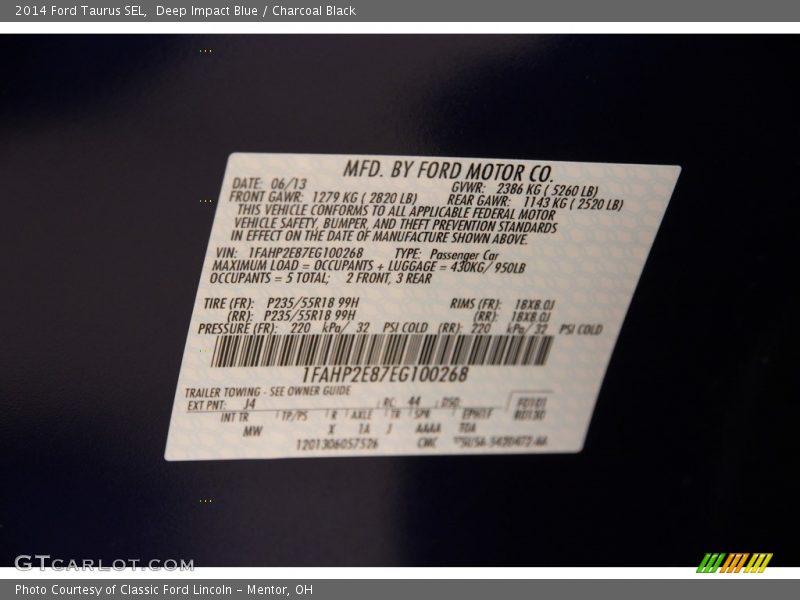 2014 Ford Taurus SEL, Deep Impact Blue / Charcoal Black
MFD. BY FORD MOTOR CO.
DATE: 06/13 GVWR: 2386 KG ( 5260 LB)
FRONT GAWR: 1279 KG ( 2820 LB) REAR GAWR: 1143 KG ( 2520 LB)
THIS VEHICLE CONFORMS TO ALL APPLICABLE FEDERAL MOTOR
VEHICLE SAFETY, BUMPER, AND THEFT PREVENTION STANDARDS
IN EFFECT ON THE DATE OF MANUFACTURE SHOWN ABOVE.
VIN: 1FAHP2E87EG100268 TYPE: Passenger Car
MAXIMUM LOAD = OCCUPANTS + LUGGAGE = 430KG/ 950LB
OCCUPANTS = 5 TOTAL; 2 FRONT, 3 REAR
TIRE (FR): P235/55R18 99H RIMS (FR): 18X8.0J
(RR): P235/55R18 99H (RR): 18X8.0J
PRESSURE (FR): 220 kPa/ 32 PSI COLD (RR): 220 kPa/ 32 PSI COLD
1FAHP2E87EG100268
TRAILER TOWING - SEE OWNER GUIDE
EXT PNT: J4 RC: 44 DSO:
INT TR TP/PS R AXLE TR SPR
MW X 1A J AAAA
1201306057526 CWC
GTCARLOT.COM
Photo Courtesy of Classic Ford Lincoln - Mentor, OH